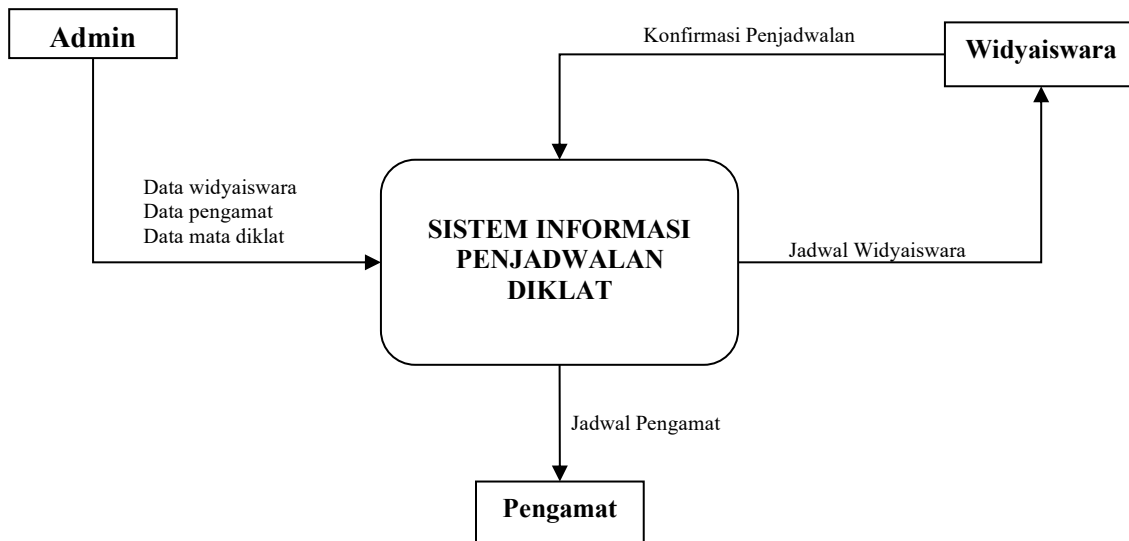 Admin
Konfirmasi Penjadwalan
Widyaiswara
Data widyaiswara
Data pengamat
Data mata diklat
SISTEM INFORMASI
PENJADWALAN
DIKLAT
Jadwal Widyaiswara
Jadwal Pengamat
Pengamat